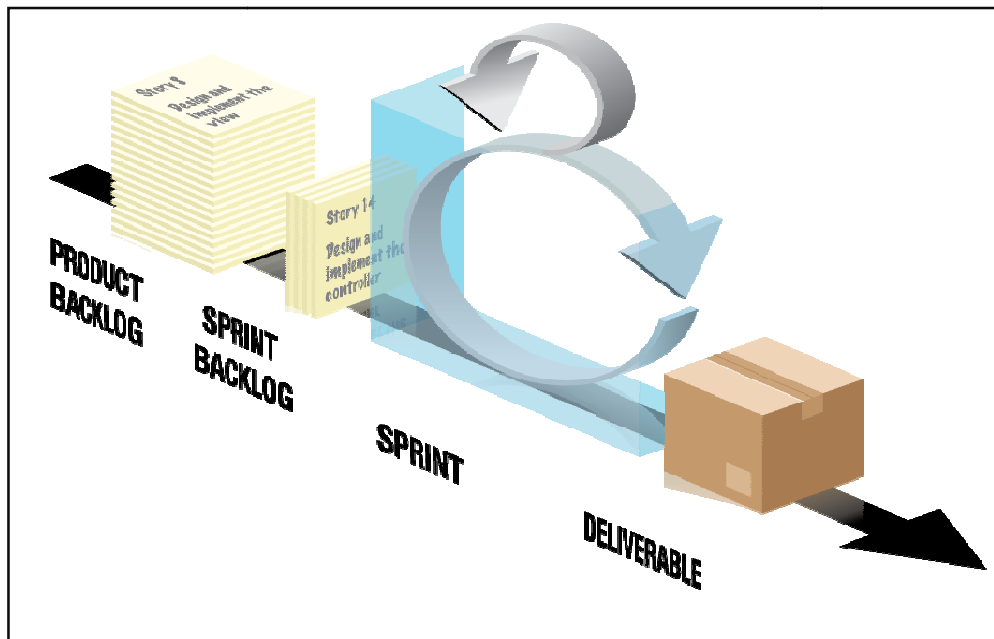 Story 8
Design and
implement the
view
Story 14
Design and
implement the
controller
PRODUCT
BACKLOG
SPRINT
BACKLOG
SPRINT
DELIVERABLE